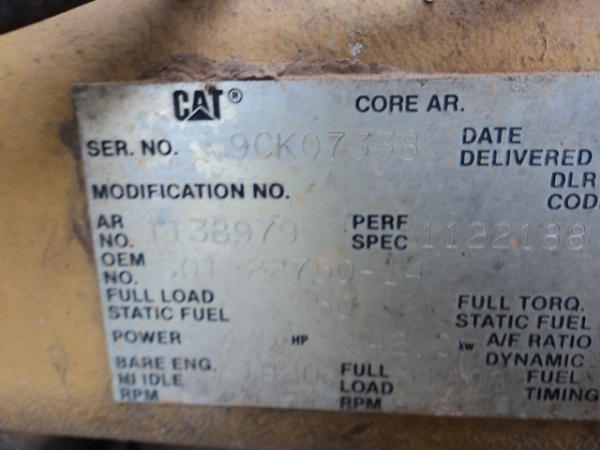 CAT® CORE AR.
SER. NO. 9CK07338 DATE DELIVERED
MODIFICATION NO. DLR COD
AR NO. 1138979 PERF SPEC 1122188
OEM NO.
FULL LOAD STATIC FUEL FULL TORQ. STATIC FUEL
POWER HP KW A/F RATIO DYNAMIC
BARE ENG. HI IDLE RPM 1820 FULL LOAD RPM FUEL TIMING